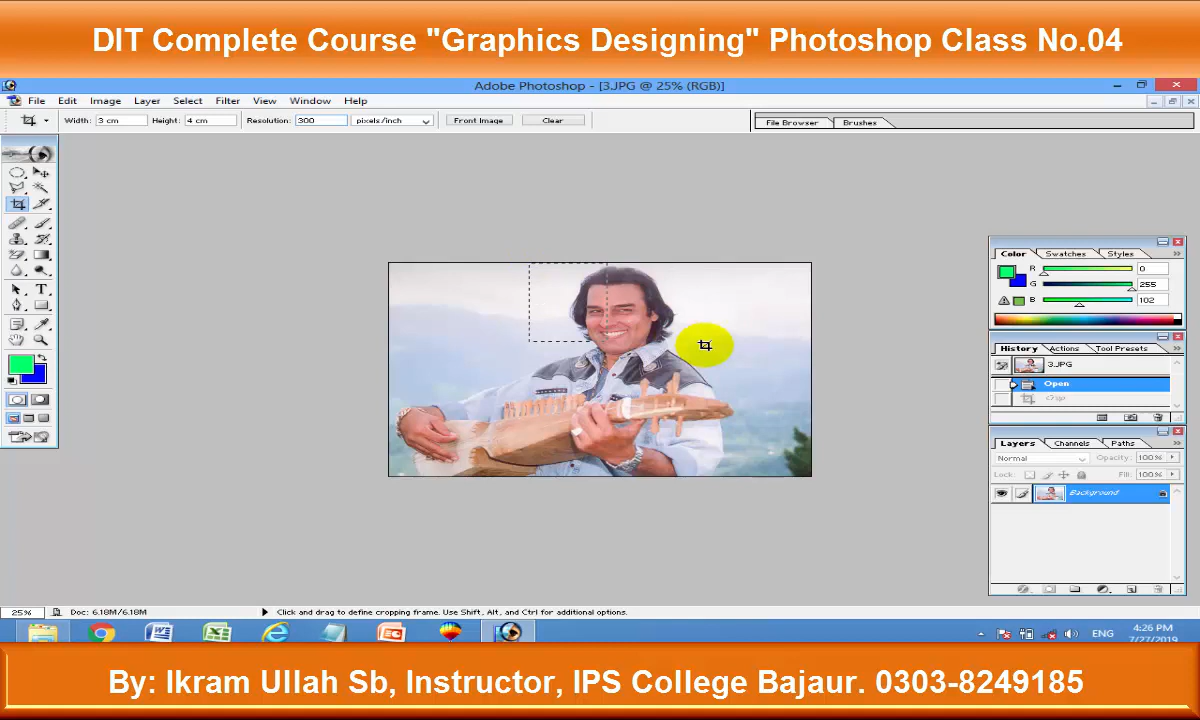 DIT Complete Course "Graphics Designing" Photoshop Class No.04
Adobe Photoshop - [3.JPG @ 25% (RGB)]
File Edit Image Layer Select Filter View Window Help
Width: 3 cm Height: 4 cm Resolution: 300 pixels/inch Front Image Clear File Browser Brushes
Color Swatches Styles
R 0
G 255
B 102
History Actions Tool Presets
3.JPG
Open
Crop
Layers Channels Paths
Normal Opacity: 100%
Lock: Fill: 100%
Background
25% Doc: 6.18M/6.18M Click and drag to define cropping frame. Use Shift, Alt, and Ctrl for additional options.
ENG 4:26 PM
7/27/2019
By: Ikram Ullah Sb, Instructor, IPS College Bajaur. 0303-8249185